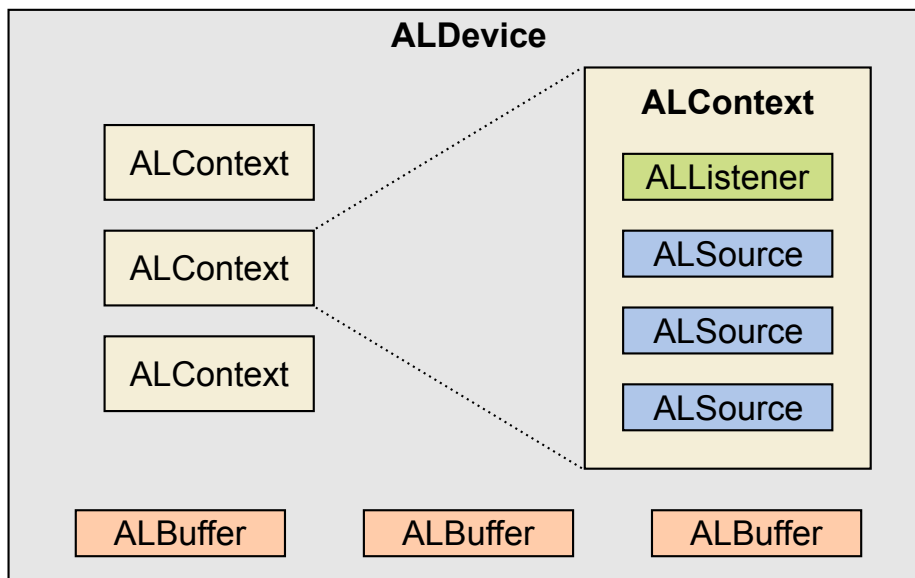 ALDevice
ALContext
ALContext
ALContext
ALContext
ALListener
ALSource
ALSource
ALSource
ALBuffer
ALBuffer
ALBuffer